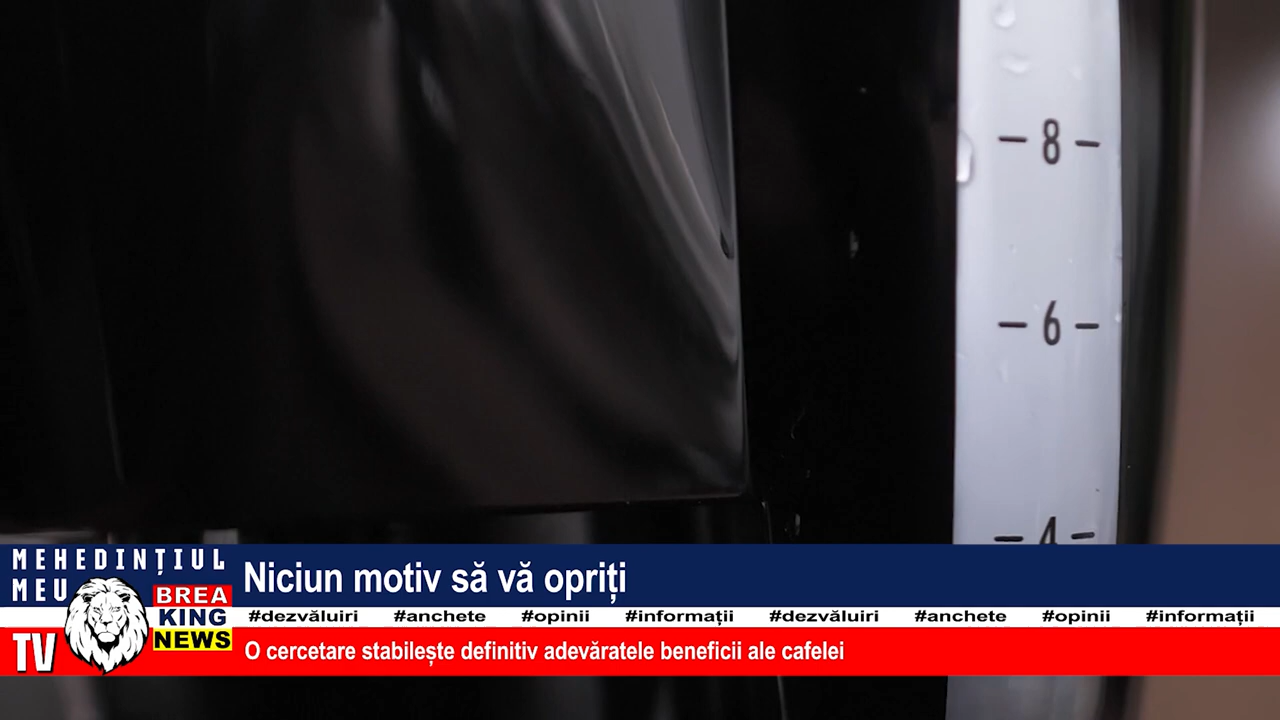 – 8 –
– 6 –
– 4 –
MEHEDINȚIUL
MEU
TV
BREA
KING
NEWS
Niciun motiv să vă opriți
#dezvăluiri #anchete #opinii #informații #dezvăluiri #anchete #opinii #informații
O cercetare stabilește definitiv adevăratele beneficii ale cafelei